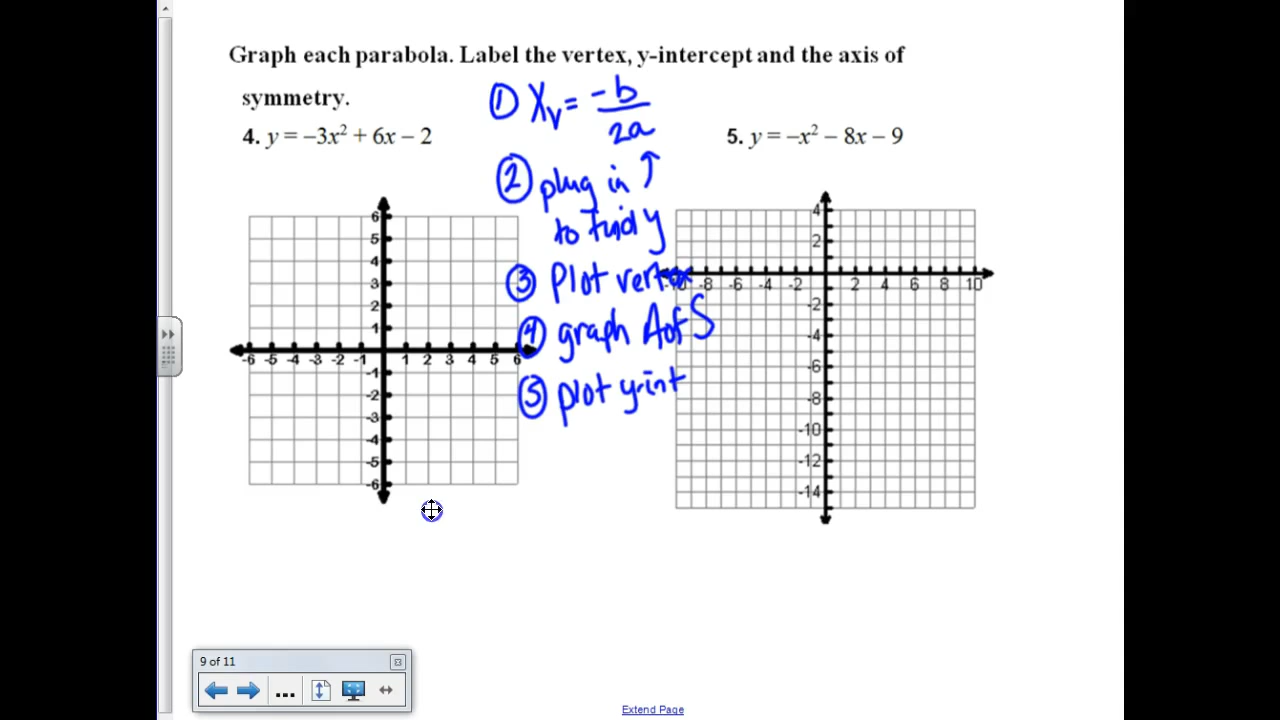 Graph each parabola. Label the vertex, y-intercept and the axis of
symmetry.
4. y = –3x² + 6x – 2
① Xᵥ = -b/2a
② plug in ↑
to find y
③ Plot vertex
④ graph A of S
⑤ plot y-int
5. y = –x² – 8x – 9
6
5
4
3
2
1
-6 -5 -4 -3 -2 -1 1 2 3 4 5 6
-1
-2
-3
-4
-5
-6
4
2
-10 -8 -6 -4 -2 2 4 6 8 10
-2
-4
-6
-8
-10
-12
-14
9 of 11
...
Extend Page